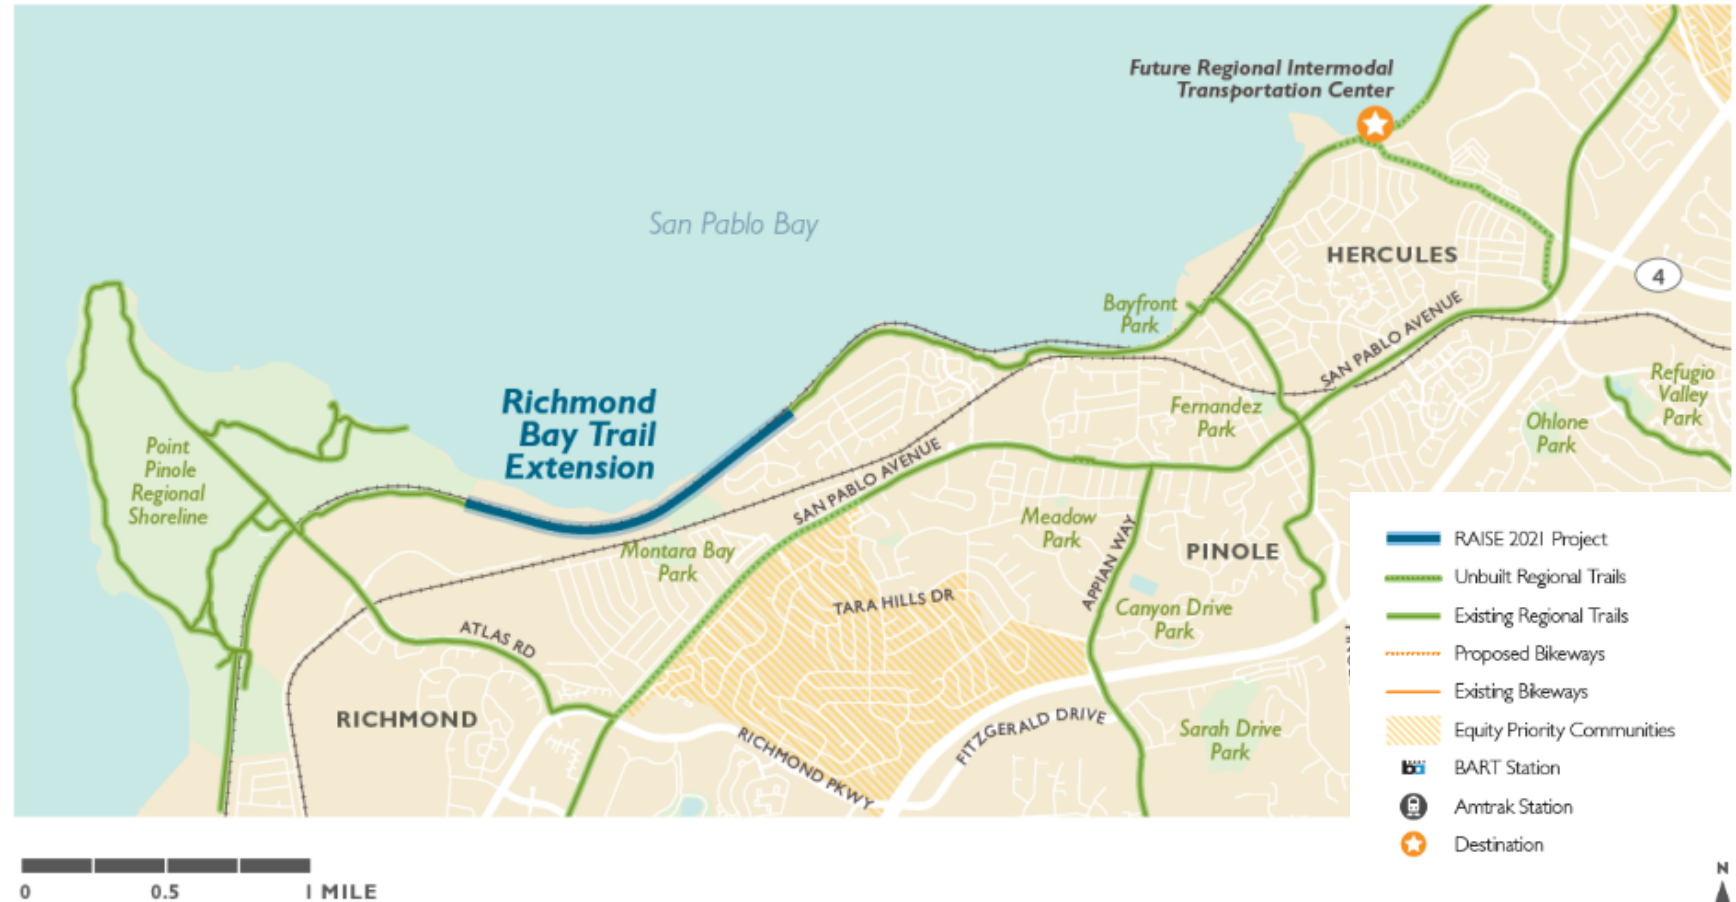 Future Regional Intermodal
Transportation Center
San Pablo Bay
HERCULES
4
Bayfront
Park
SAN PABLO AVENUE
Richmond
Bay Trail
Extension
Refugio
Valley
Park
Fernandez
Park
Ohlone
Park
Point
Pinole
Regional
Shoreline
SAN PABLO AVENUE
Meadow
Park
APPIAN WAY
PINOLE
Montara Bay
Park
TARA HILLS DR
Canyon Drive
Park
ATLAS RD
RICHMOND
RICHMOND PKWY
FITZGERALD DRIVE
Sarah Drive
Park
RAISE 2021 Project
Unbuilt Regional Trails
Existing Regional Trails
Proposed Bikeways
Existing Bikeways
Equity Priority Communities
BART Station
Amtrak Station
Destination
0 0.5 1 MILE
N